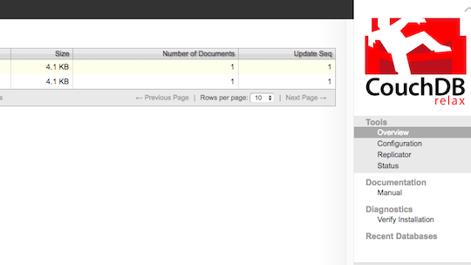 Size Number of Documents Update Seq
4.1 KB 1 1
4.1 KB 1 1
← Previous Page | Rows per page: 10 | Next Page →
CouchDB
relax
Tools
Overview
Configuration
Replicator
Status
Documentation
Manual
Diagnostics
Verify Installation
Recent Databases